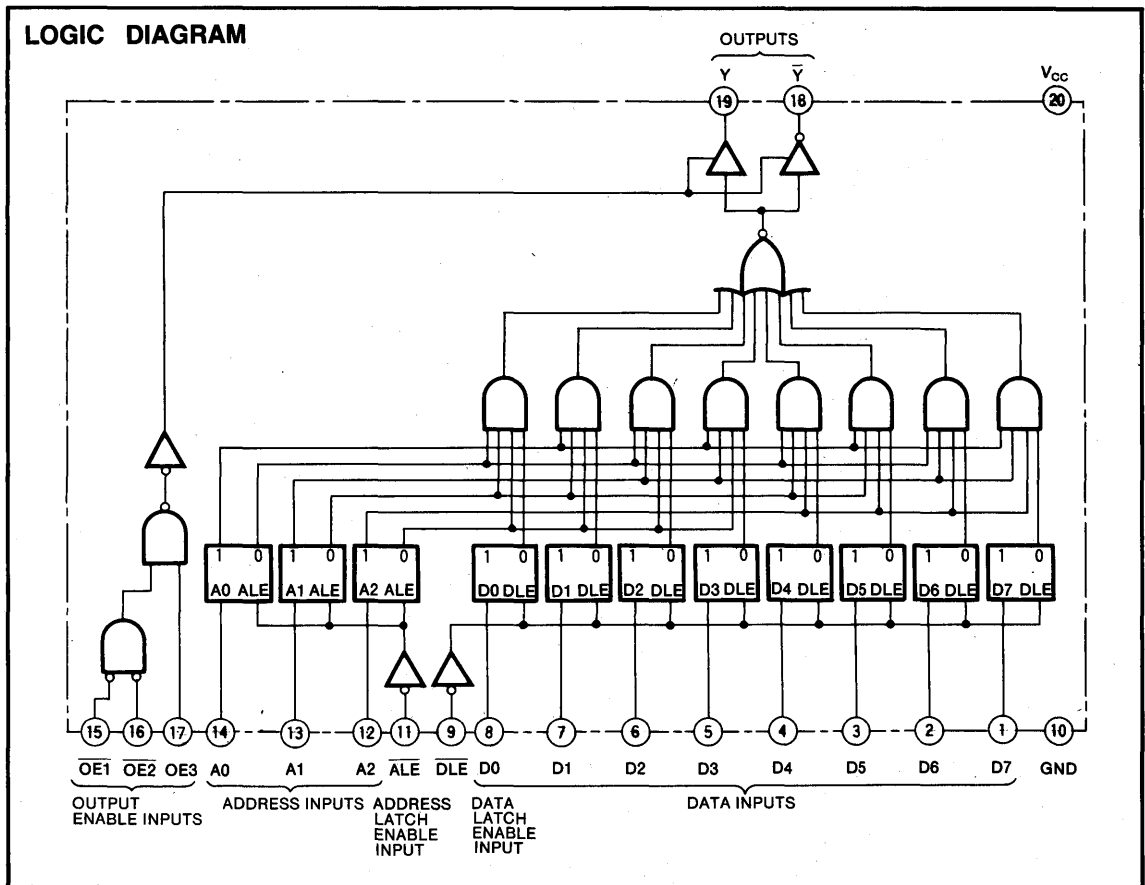 LOGIC DIAGRAM
OUTPUTS
Y Y̅ V_CC
19 18 20
1 0 1 0 1 0 1 0 1 0 1 0 1 0 1 0 1 0 1 0 1 0
A0 ALE A1 ALE A2 ALE D0 DLE D1 DLE D2 DLE D3 DLE D4 DLE D5 DLE D6 DLE D7 DLE
15 16 17 14 13 12 11 9 8 7 6 5 4 3 2 1 10
O̅E̅1̅ O̅E̅2̅ OE3 A0 A1 A2 A̅L̅E̅ D̅L̅E̅ D0 D1 D2 D3 D4 D5 D6 D7 GND
OUTPUT
ENABLE INPUTS
ADDRESS INPUTS
ADDRESS
LATCH
ENABLE
INPUT
DATA
LATCH
ENABLE
INPUT
DATA INPUTS